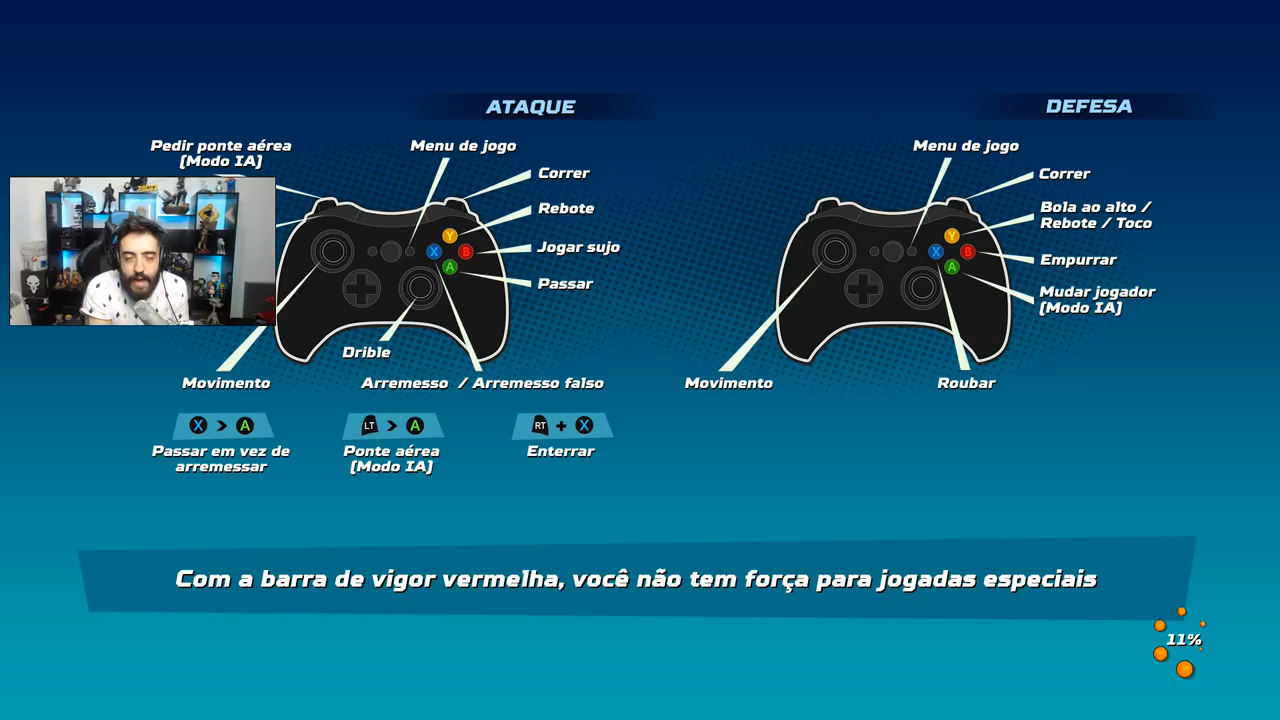 ATAQUE
Pedir ponte aérea
[Modo IA]
Menu de jogo
Correr
Rebote
Jogar sujo
Passar
Y
X
B
A
Drible
Movimento
Arremesso / Arremesso falso
X > A
Passar em vez de
arremessar
LT > A
Ponte aérea
[Modo IA]
RT + X
Enterrar
DEFESA
Menu de jogo
Correr
Bola ao alto /
Rebote / Toco
Empurrar
Mudar jogador
[Modo IA]
Y
X
B
A
Movimento
Roubar
Com a barra de vigor vermelha, você não tem força para jogadas especiais
11%